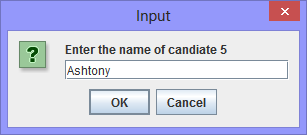 Input
Enter the name of candiate 5
Ashtony
OK Cancel